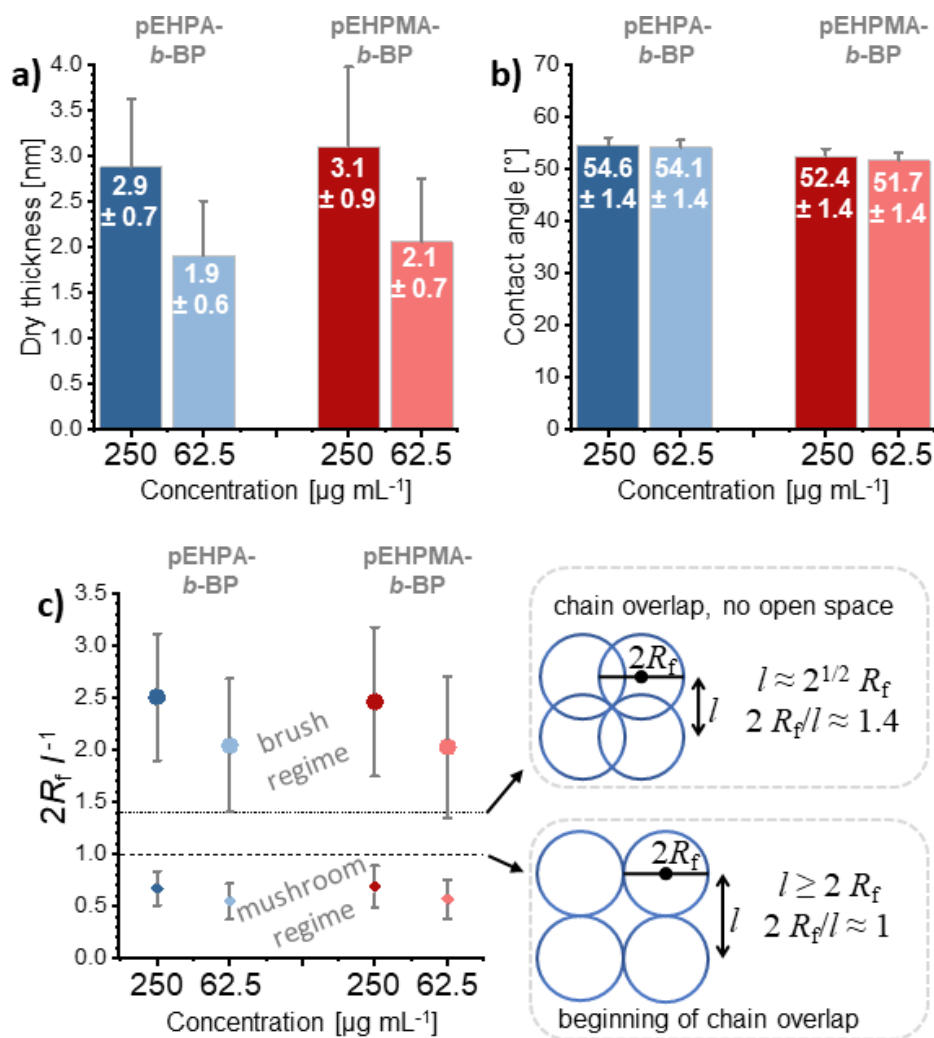 a)
pEHPA-
b-BP
pEHPMA-
b-BP
Dry thickness [nm]
4.0
3.5
3.0
2.5
2.0
1.5
1.0
0.5
0.0
2.9
± 0.7
1.9
± 0.6
3.1
± 0.9
2.1
± 0.7
250 62.5 250 62.5
Concentration [µg mL-1]
b)
pEHPA-
b-BP
pEHPMA-
b-BP
Contact angle [°]
70
60
50
40
30
20
10
0
54.6
± 1.4
54.1
± 1.4
52.4
± 1.4
51.7
± 1.4
250 62.5 250 62.5
Concentration [µg mL-1]
c)
pEHPA-
b-BP
pEHPMA-
b-BP
2Rf l-1
3.5
3.0
2.5
2.0
1.5
1.0
0.5
0.0
brush
regime
mushroom
regime
250 62.5 250 62.5
Concentration [µg mL-1]
chain overlap, no open space
2Rf
l
l ≈ 21/2 Rf
2 Rf/l ≈ 1.4
2Rf
l
l ≥ 2 Rf
2 Rf/l ≈ 1
beginning of chain overlap